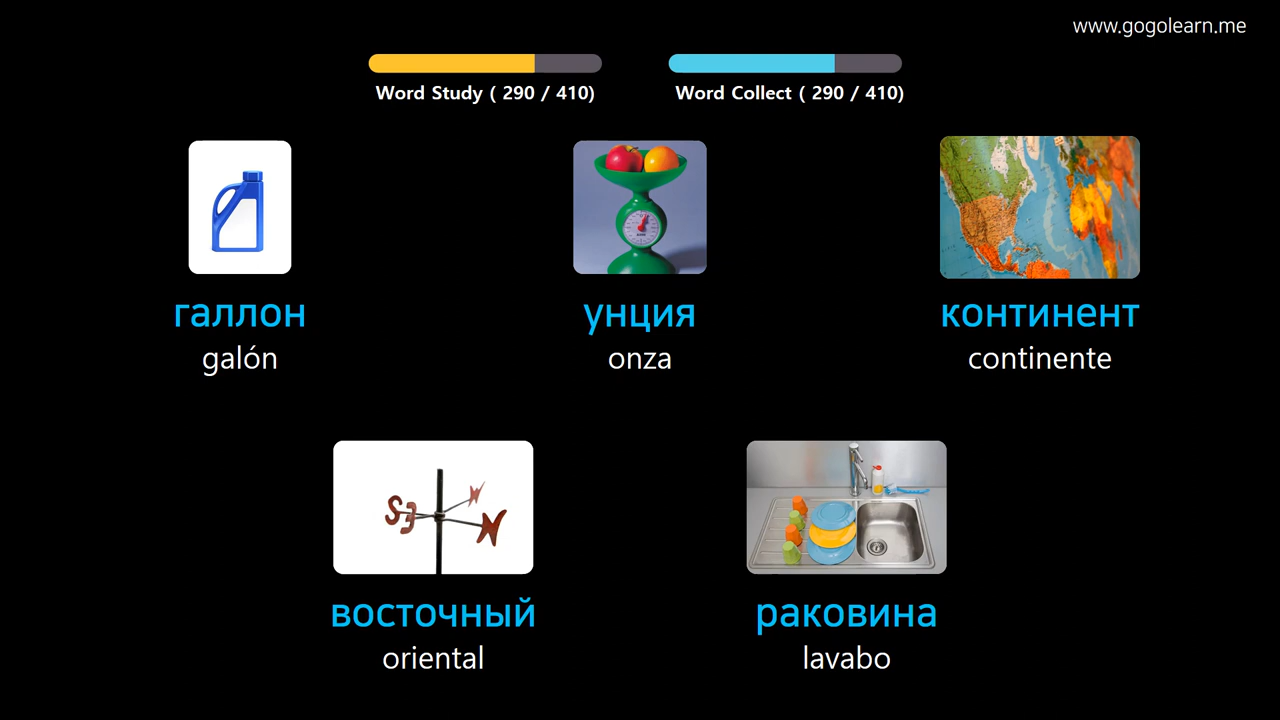 www.gogolearn.me
Word Study ( 290 / 410)
Word Collect ( 290 / 410)
галлон
унция
континент
galón
onza
continente
восточный
раковина
oriental
lavabo